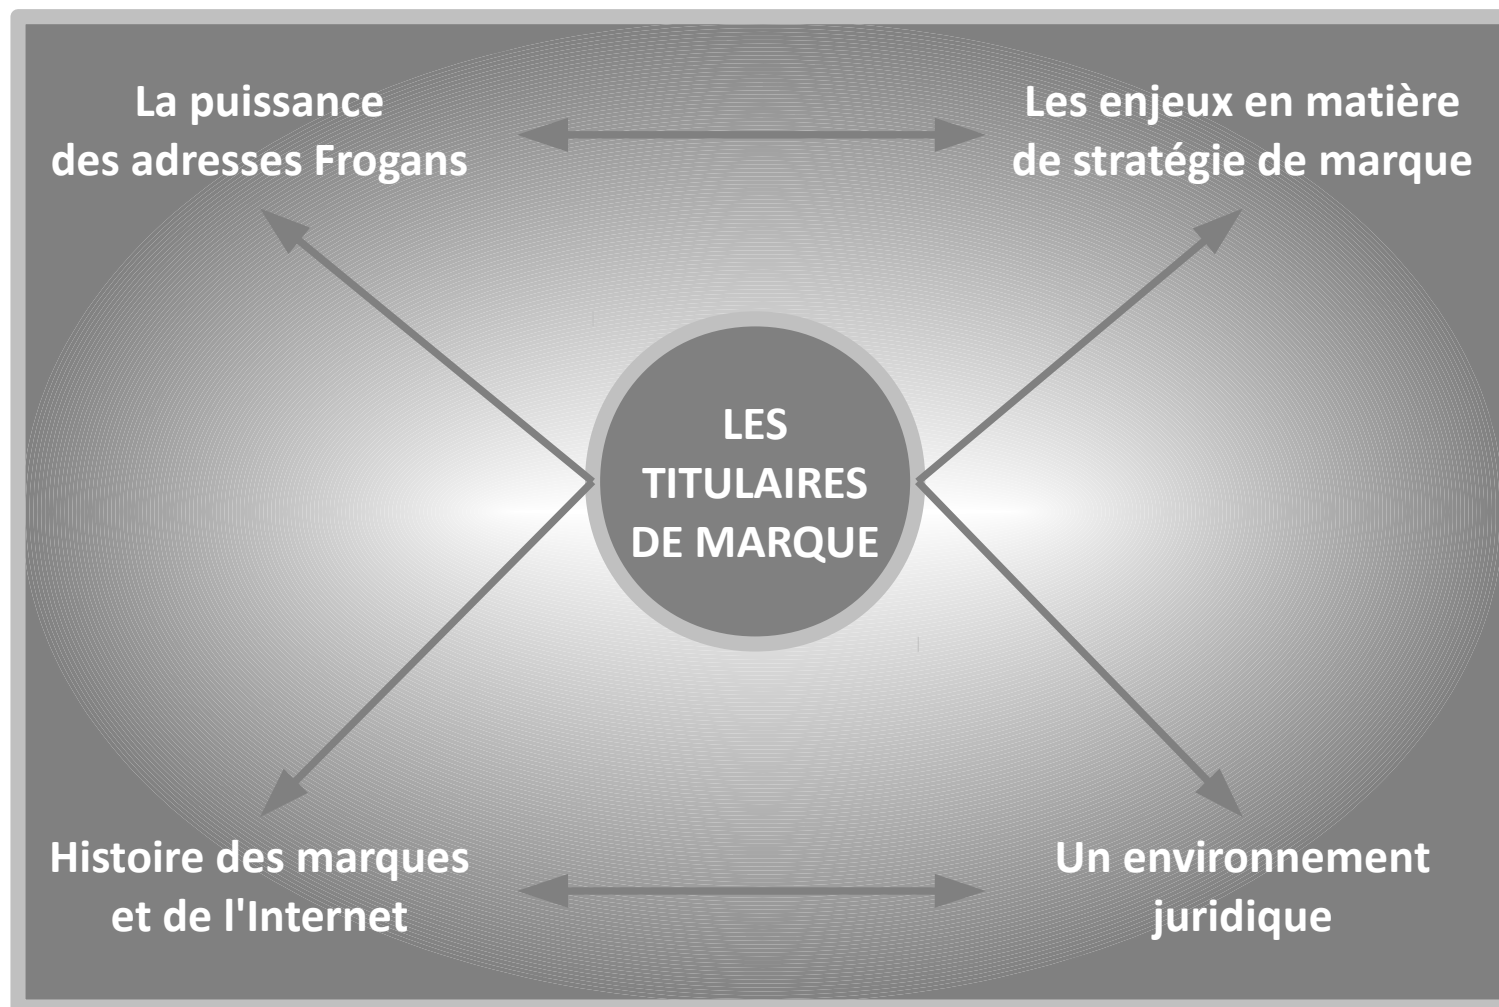 La puissance
des adresses Frogans
Les enjeux en matière
de stratégie de marque
LES
TITULAIRES
DE MARQUE
Histoire des marques
et de l'Internet
Un environnement
juridique